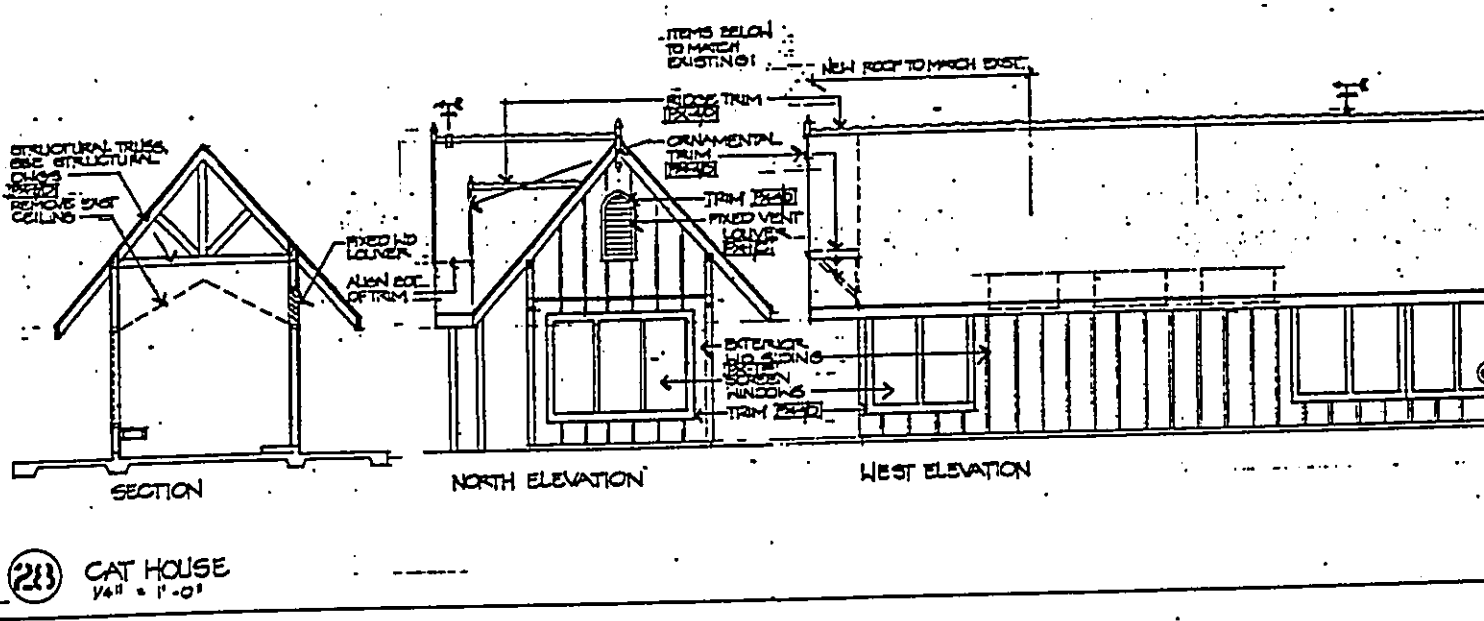 ITEMS BELOW
TO MATCH
EXISTING:
NEW ROOF TO MATCH EXIST.
RIDGE TRIM
ORNAMENTAL
TRIM
STRUCTURAL TRUSS,
SEE STRUCTURAL
DWGS
REMOVE EXIST
CEILING
FIXED WD
LOUVER
ALIGN BOT.
OF TRIM
TRIM
FIXED VENT
LOUVER
EXTERIOR
WD SIDING
SCREEN
WINDOWS
TRIM
SECTION
NORTH ELEVATION
WEST ELEVATION
CAT HOUSE
1/4" = 1'-0"